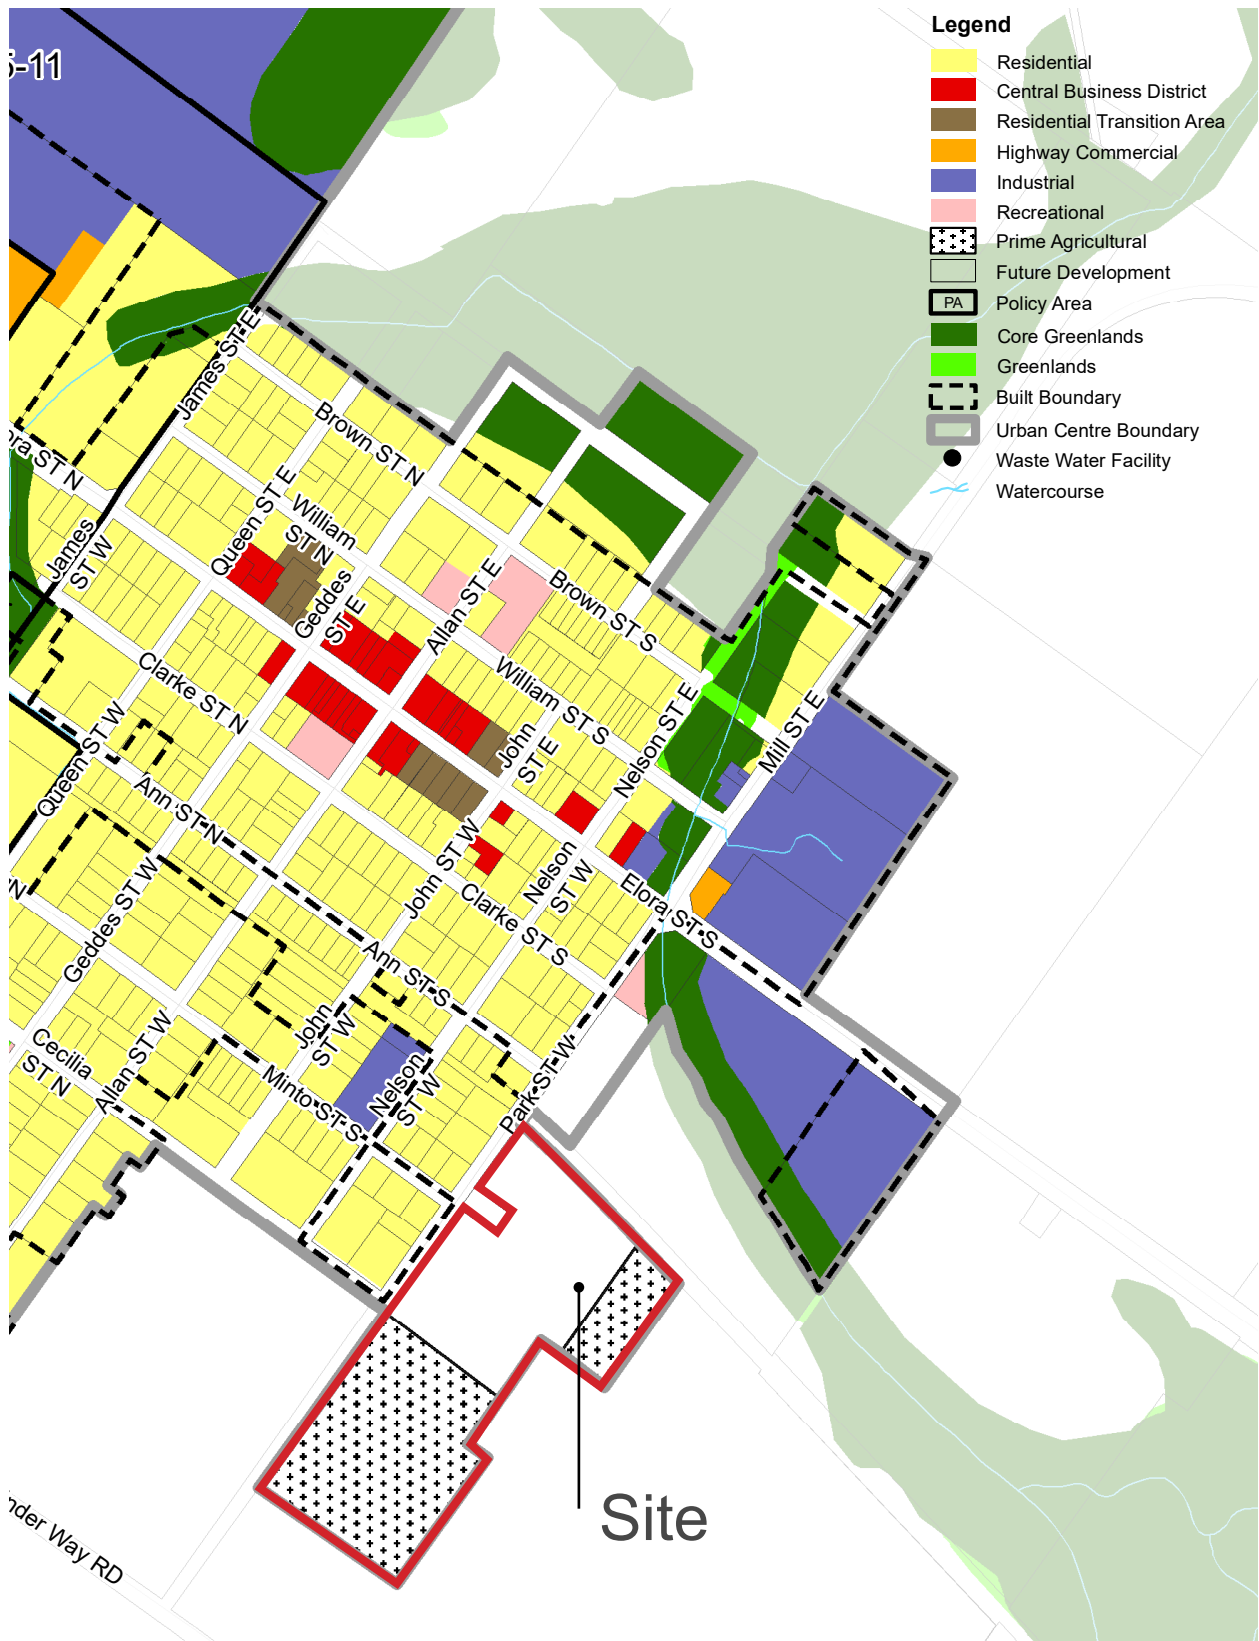 5-11
Legend
Residential
Central Business District
Residential Transition Area
Highway Commercial
Industrial
Recreational
Prime Agricultural
Future Development
PA
Policy Area
Core Greenlands
Greenlands
Built Boundary
Urban Centre Boundary
Waste Water Facility
Watercourse
James ST E
Brown ST N
ora ST N
Queen ST E
William
ST N
James
ST W
Geddes
ST E
Allan ST E
Brown ST S
Clarke ST N
William ST S
Nelson ST E
John
ST E
Mill ST E
Queen ST W
Ann ST N
John ST W
Nelson
ST W
Elora ST S
Clarke ST S
Geddes ST W
N
Ann ST S
John
ST W
Cecilia
ST N
Allan ST W
Minto ST S
Nelson
ST W
Park ST W
Site
nder Way RD